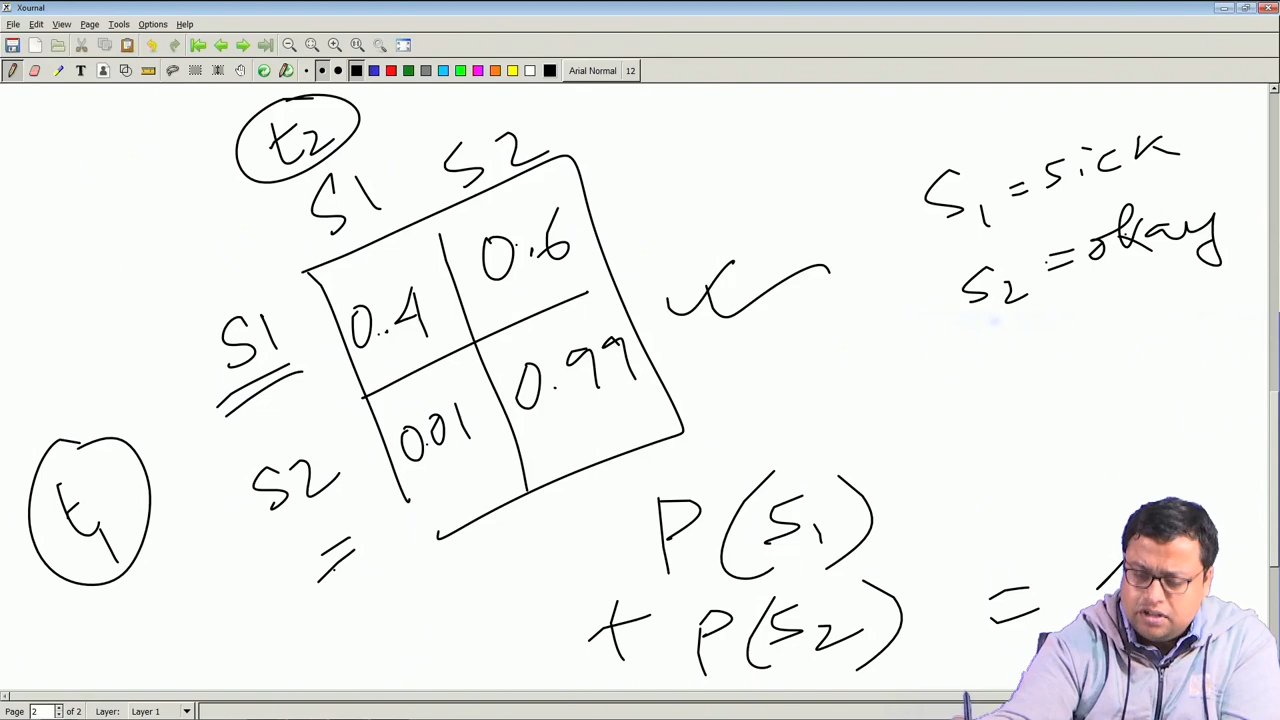 Xournal
File Edit View Page Tools Options Help
Arial Normal 12
t2
S1 S2
S1 = sick
S2 = okay
S1 0.4 0.6
S2 0.01 0.99
t1
P(S1)
+ P(S2) =
Page 2 of 2 Layer: Layer 1